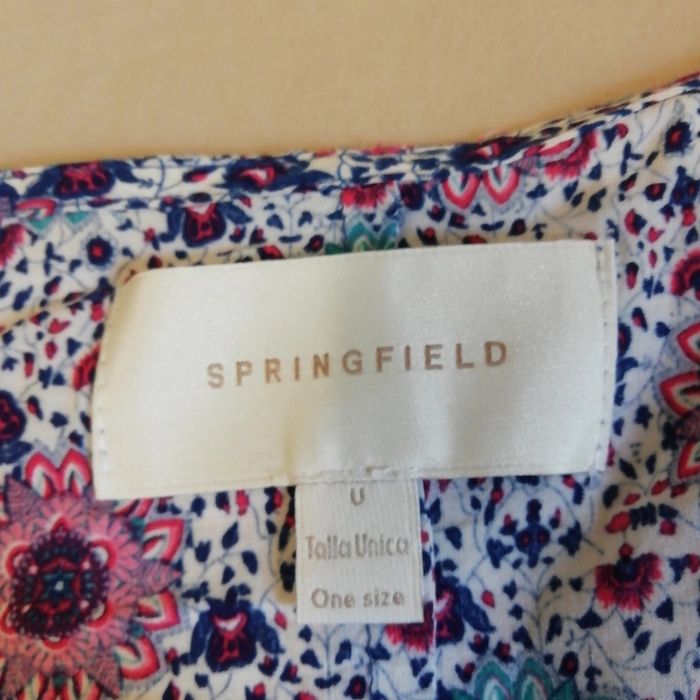 SPRINGFIELD
U
Talla Unica
One size